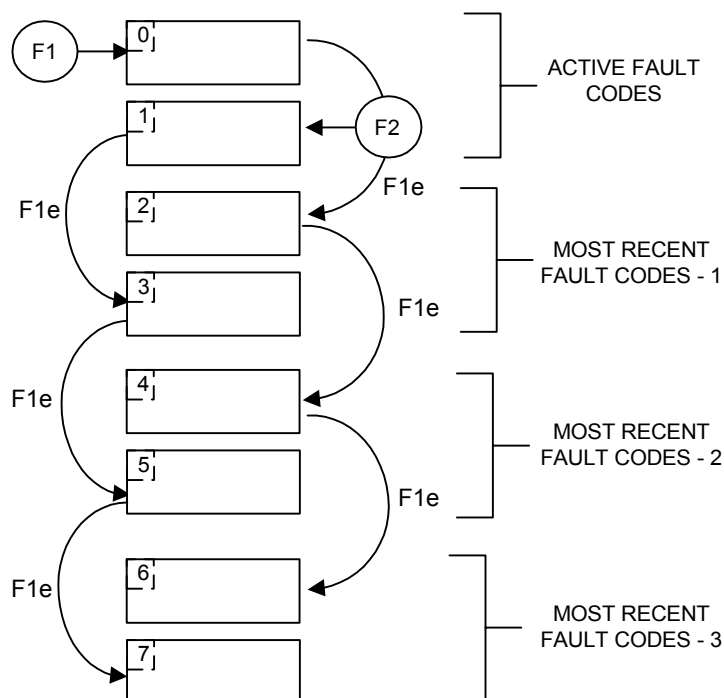 F1
0
ACTIVE FAULT
CODES
1
F2
F1e
F1e
2
MOST RECENT
FAULT CODES - 1
3
F1e
F1e
4
MOST RECENT
FAULT CODES - 2
5
F1e
F1e
6
MOST RECENT
FAULT CODES - 3
7